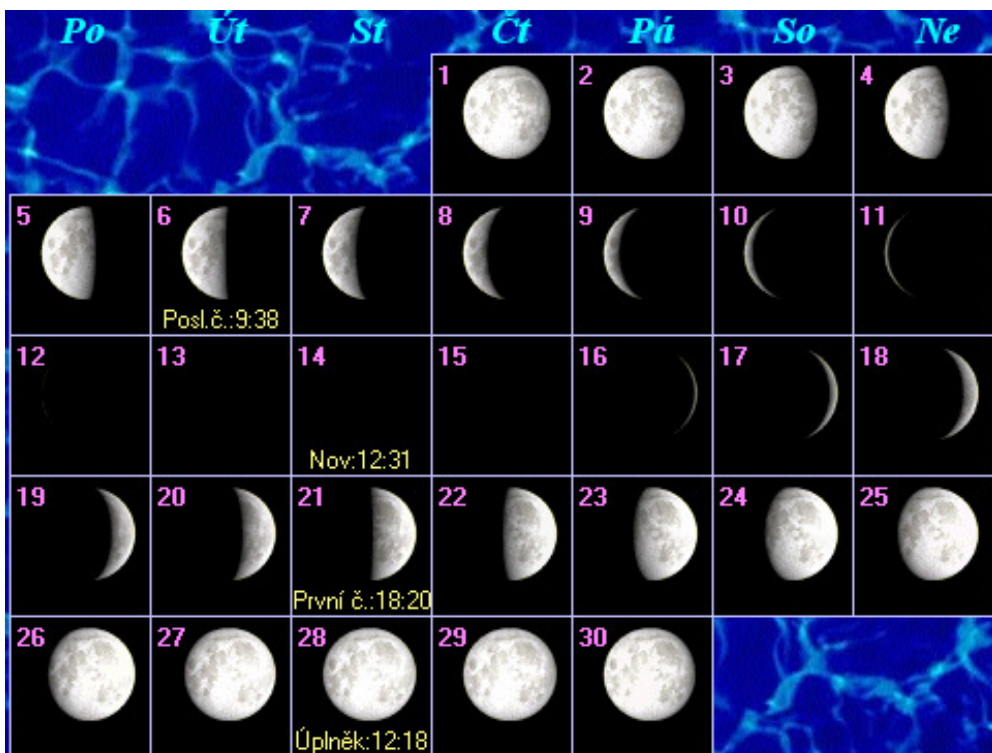 Po Út St Čt Pá So Ne
1 2 3 4
5 6 7 8 9 10 11
Posl.č.:9:38
12 13 14 15 16 17 18
Nov:12:31
19 20 21 22 23 24 25
První č.:18:20
26 27 28 29 30
Úplněk:12:18